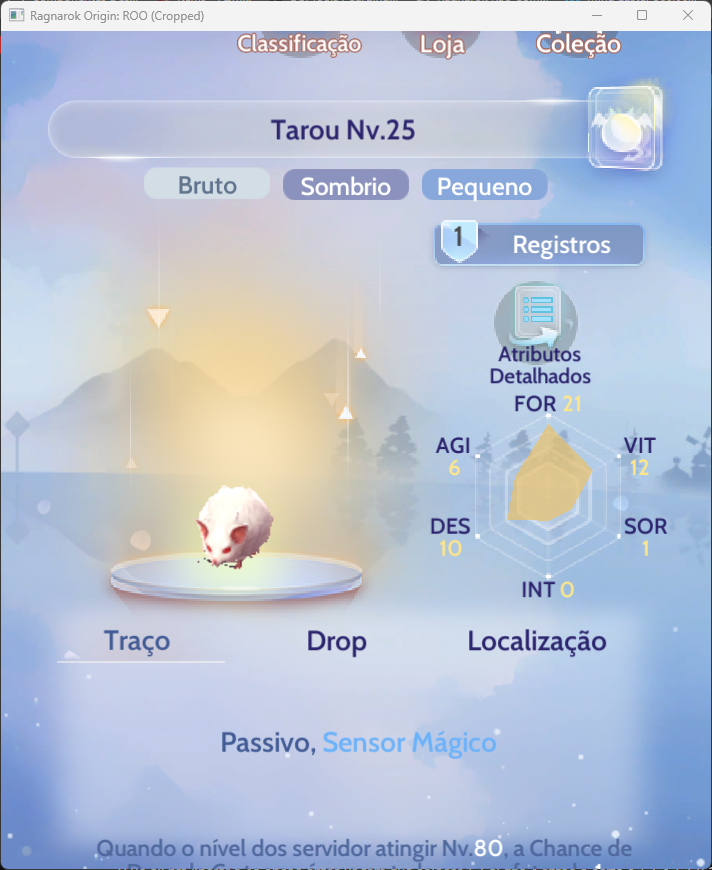 Ragnarok Origin: ROO (Cropped)
Classificação
Loja
Coleção
Tarou Nv.25
Bruto
Sombrio
Pequeno
1
Registros
Atributos
Detalhados
FOR 21
AGI
6
VIT
12
DES
10
SOR
1
INT 0
Traço
Drop
Localização
Passivo, Sensor Mágico
Quando o nível dos servidor atingir Nv.80, a Chance de